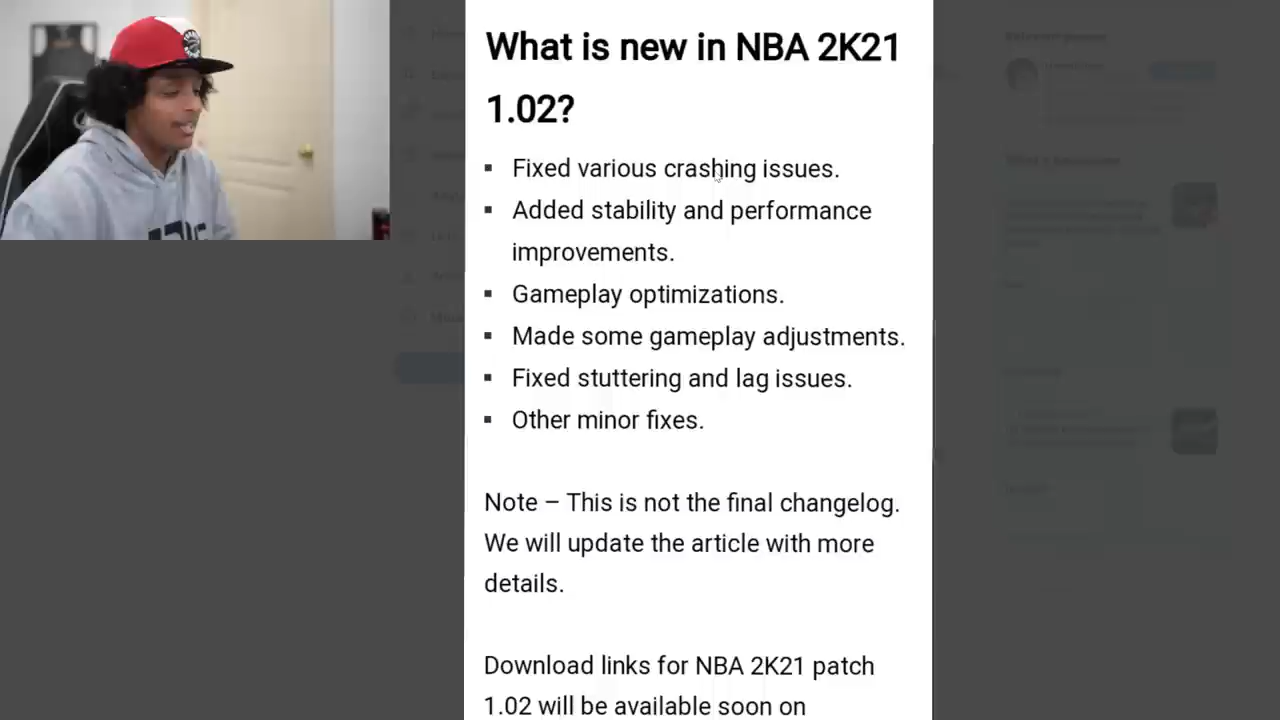 What is new in NBA 2K21
1.02?
▪ Fixed various crashing issues.
▪ Added stability and performance
improvements.
▪ Gameplay optimizations.
▪ Made some gameplay adjustments.
▪ Fixed stuttering and lag issues.
▪ Other minor fixes.
Note – This is not the final changelog.
We will update the article with more
details.
Download links for NBA 2K21 patch
1.02 will be available soon on